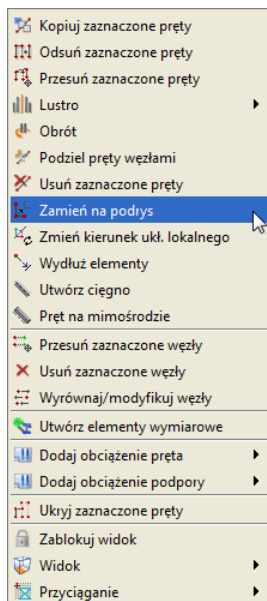 Kopiuj zaznaczone pręty
Odsuń zaznaczone pręty
Przesuń zaznaczone pręty
Lustro
Obrót
Podziel pręty węzłami
Usuń zaznaczone pręty
Zamień na podrys
Zmień kierunek ukł. lokalnego
Wydłuż elementy
Utwórz cięgno
Pręt na mimośrodzie
Przesuń zaznaczone węzły
Usuń zaznaczone węzły
Wyrównaj/modyfikuj węzły
Utwórz elementy wymiarowe
Dodaj obciążenie pręta
Dodaj obciążenie podpory
Ukryj zaznaczone pręty
Zablokuj widok
Widok
Przyciąganie